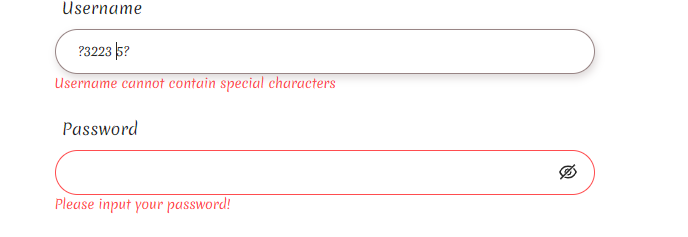 Username
?3223 5?
Username cannot contain special characters
Password
Please input your password!